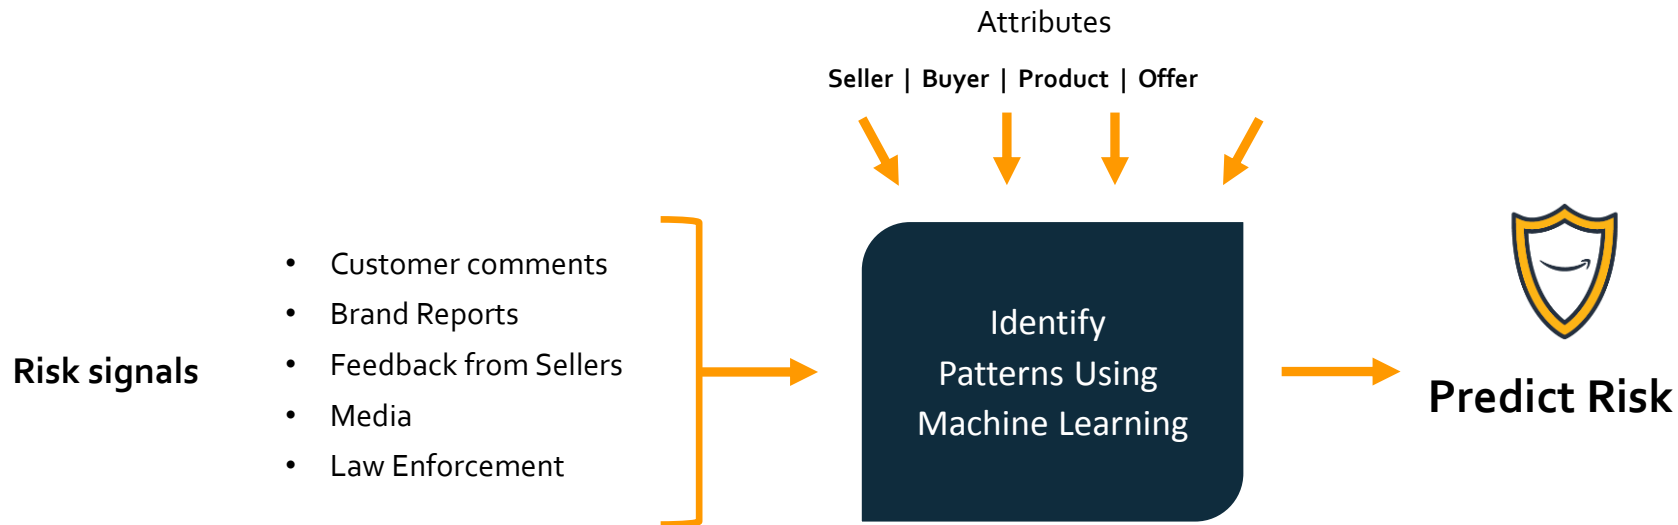 Attributes
Seller | Buyer | Product | Offer
Risk signals
• Customer comments
• Brand Reports
• Feedback from Sellers
• Media
• Law Enforcement
Identify
Patterns Using
Machine Learning
Predict Risk